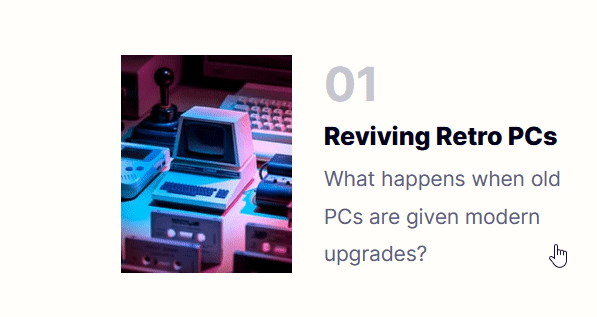 01
Reviving Retro PCs
What happens when old
PCs are given modern
upgrades?